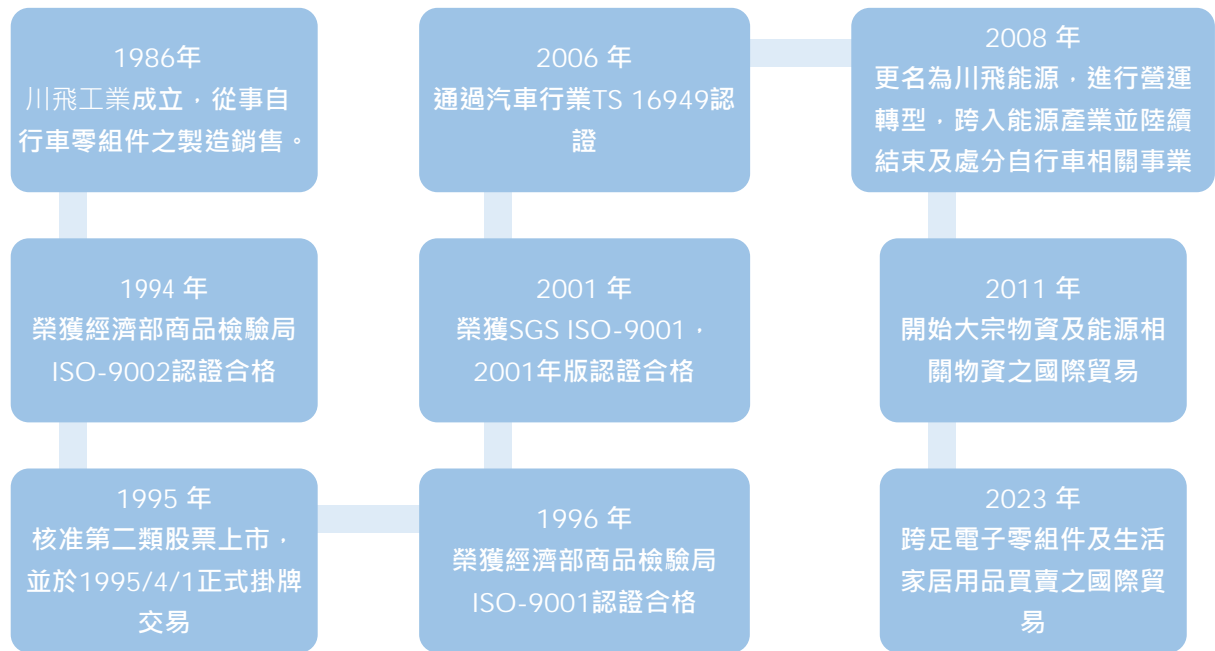 1986年
川飛工業成立，從事自
行車零組件之製造銷售。
1994 年
榮獲經濟部商品檢驗局
ISO-9002認證合格
1995 年
核准第二類股票上市，
並於1995/4/1正式掛牌
交易
1996 年
榮獲經濟部商品檢驗局
ISO-9001認證合格
2001 年
榮獲SGS ISO-9001，
2001年版認證合格
2006 年
通過汽車行業TS 16949認
證
2008 年
更名為川飛能源，進行營運
轉型，跨入能源產業並陸續
結束及處分自行車相關事業
2011 年
開始大宗物資及能源相
關物資之國際貿易
2023 年
跨足電子零組件及生活
家居用品買賣之國際貿
易